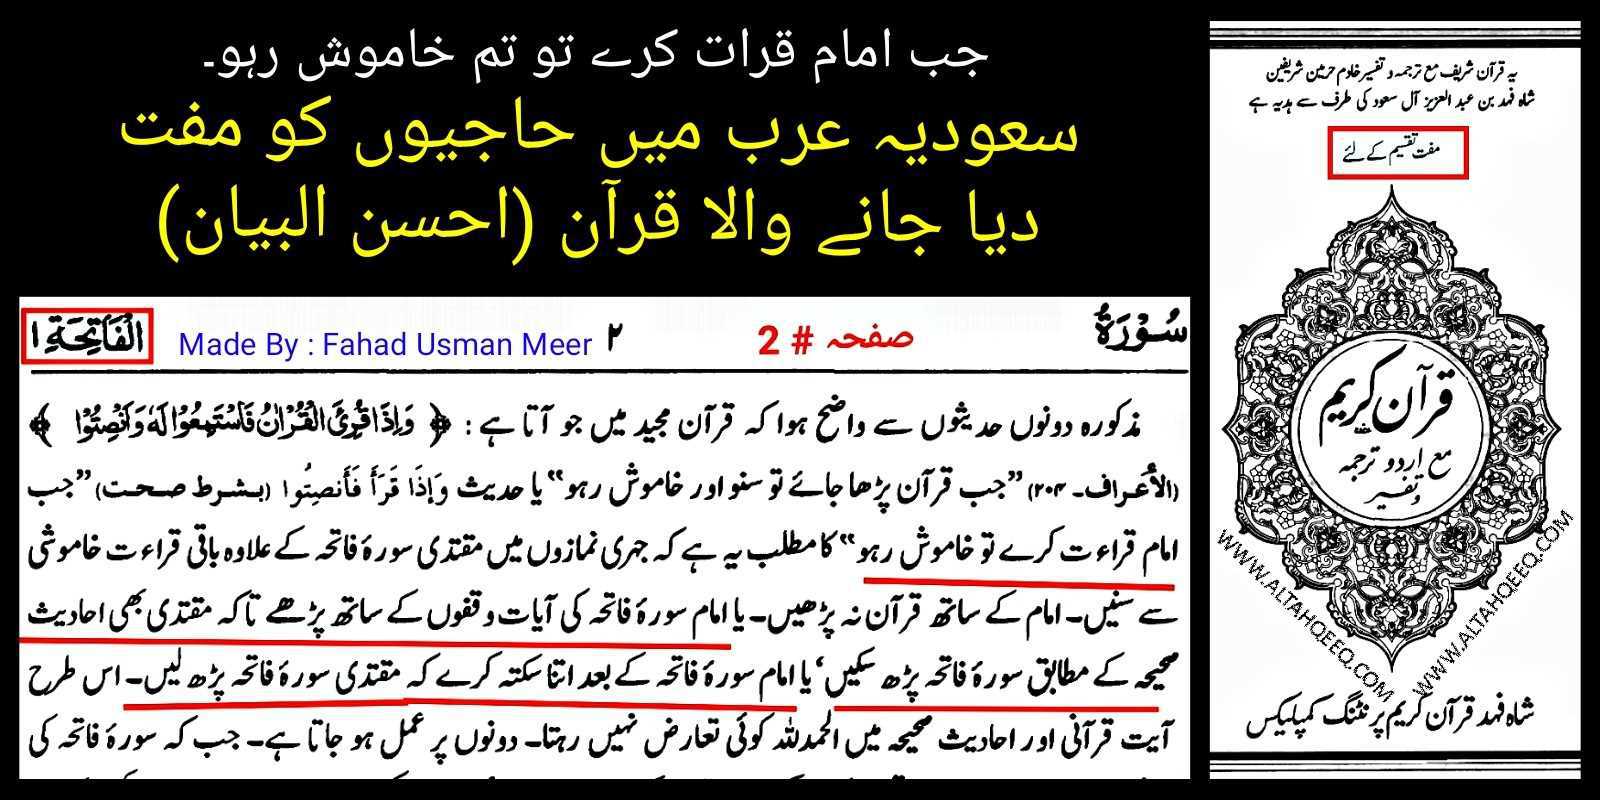 جب امام قرات کرے تو تم خاموش رہو۔
سعودیہ عرب میں حاجیوں کو مفت
دیا جانے والا قرآن (احسن البیان)
سُورَةُ
صفحہ # 2
۲
Made By : Fahad Usman Meer
الفَاتِحَةِ ۱
مذکورہ دونوں حدیثوں سے واضح ہوا کہ قرآن مجید میں جو آتا ہے : ﴿ وَإِذَا قُرِئَ الْقُرْآنُ فَاسْتَمِعُوا لَهُ وَأَنْصِتُوا ﴾
(الأعراف۔ ۲۰۴) ”جب قرآن پڑھا جائے تو سنو اور خاموش رہو“ یا حدیث وَإِذَا قَرَأَ فَأَنصِتُوا (بشرط صحت) ”جب
امام قراءت کرے تو خاموش رہو“ کا مطلب یہ ہے کہ جہری نمازوں میں مقتدی سورۂ فاتحہ کے علاوہ باقی قراءت خاموشی
سے سنیں۔ امام کے ساتھ قرآن نہ پڑھیں۔ یا امام سورۂ فاتحہ کی آیات وقفوں کے ساتھ پڑھے تاکہ مقتدی بھی احادیث
صحیحہ کے مطابق سورۂ فاتحہ پڑھ سکیں‘ یا امام سورۂ فاتحہ کے بعد اتنا سکتہ کرے کہ مقتدی سورۂ فاتحہ پڑھ لیں۔ اس طرح
آیت قرآنی اور احادیث صحیحہ میں الحمدللہ کوئی تعارض نہیں رہتا۔ دونوں پر عمل ہو جاتا ہے۔ جب کہ سورۂ فاتحہ کی
یہ قرآن شریف مع ترجمہ و تفسیر خادم حرمین شریفین
شاہ فہد بن عبد العزیز آل سعود کی طرف سے ہدیہ ہے
مفت تقسیم کے لئے
قرآن کریم
مع اردو ترجمہ
و تفسیر
WWW.ALTAHQEEQ.COM
WWW.ALTAHQEEQ.COM
شاہ فہد قرآن کریم پرنٹنگ کمپلیکس